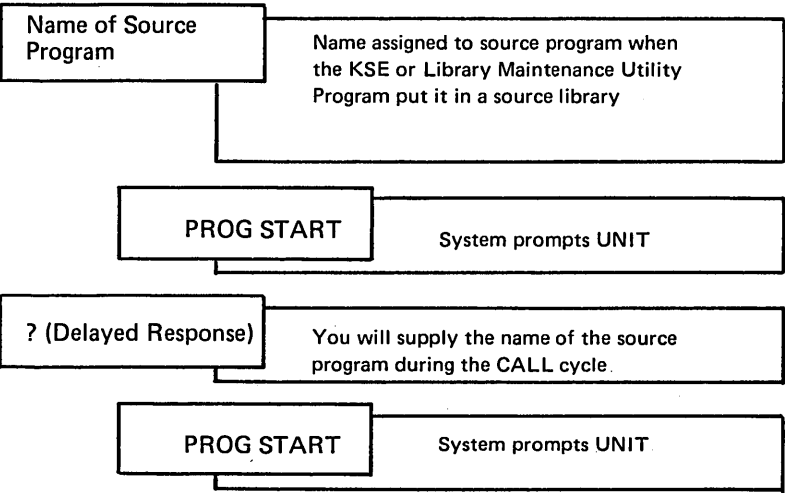 Name of Source
Program
Name assigned to source program when
the KSE or Library Maintenance Utility
Program put it in a source library
PROG START
System prompts UNIT
? (Delayed Response)
You will supply the name of the source
program during the CALL cycle.
PROG START
System prompts UNIT